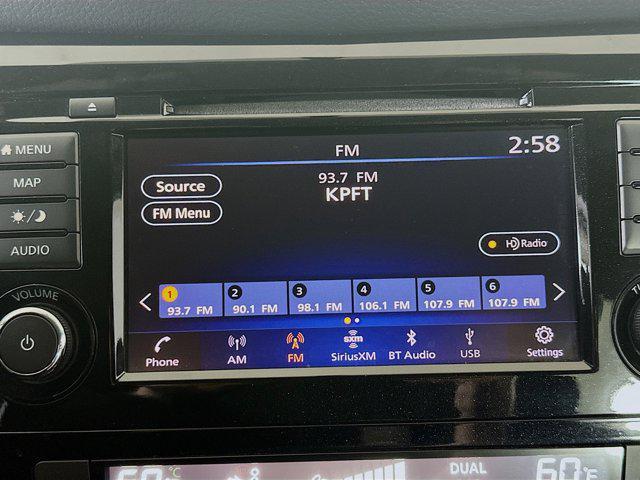 MENU
MAP
AUDIO
VOLUME
FM
2:58
93.7 FM
KPFT
Source
FM Menu
HD Radio
1
93.7 FM
2
90.1 FM
3
98.1 FM
4
106.1 FM
5
107.9 FM
6
107.9 FM
Phone
AM
FM
sxm
SiriusXM
BT Audio
USB
Settings
°C
DUAL
60
°C